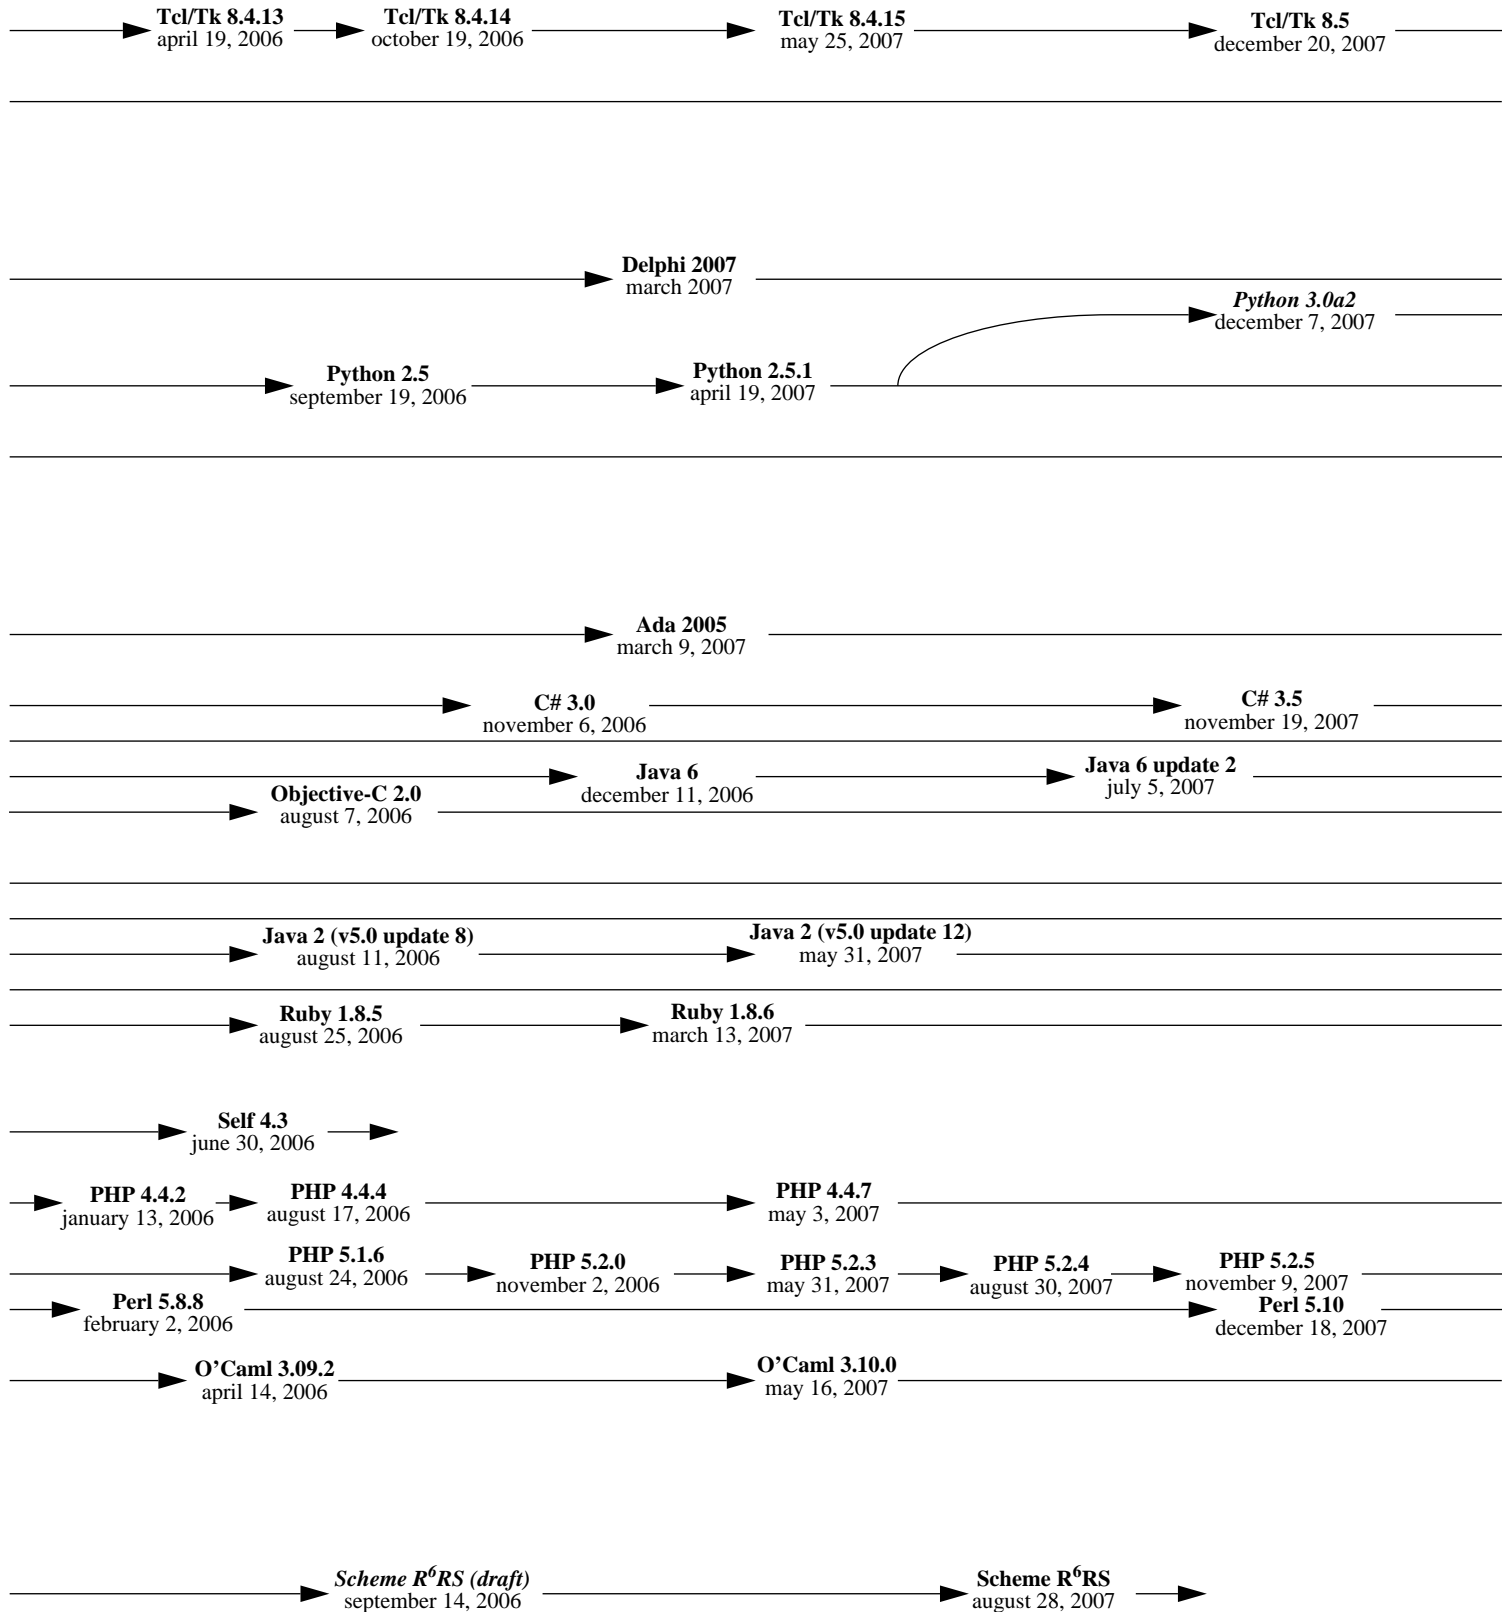 Tcl/Tk 8.4.13
april 19, 2006
Tcl/Tk 8.4.14
october 19, 2006
Tcl/Tk 8.4.15
may 25, 2007
Tcl/Tk 8.5
december 20, 2007
Delphi 2007
march 2007
Python 3.0a2
december 7, 2007
Python 2.5
september 19, 2006
Python 2.5.1
april 19, 2007
Ada 2005
march 9, 2007
C# 3.0
november 6, 2006
C# 3.5
november 19, 2007
Java 6
december 11, 2006
Java 6 update 2
july 5, 2007
Objective-C 2.0
august 7, 2006
Java 2 (v5.0 update 8)
august 11, 2006
Java 2 (v5.0 update 12)
may 31, 2007
Ruby 1.8.5
august 25, 2006
Ruby 1.8.6
march 13, 2007
Self 4.3
june 30, 2006
PHP 4.4.2
january 13, 2006
PHP 4.4.4
august 17, 2006
PHP 4.4.7
may 3, 2007
PHP 5.1.6
august 24, 2006
PHP 5.2.0
november 2, 2006
PHP 5.2.3
may 31, 2007
PHP 5.2.4
august 30, 2007
PHP 5.2.5
november 9, 2007
Perl 5.8.8
february 2, 2006
Perl 5.10
december 18, 2007
O’Caml 3.09.2
april 14, 2006
O’Caml 3.10.0
may 16, 2007
Scheme R⁶RS (draft)
september 14, 2006
Scheme R⁶RS
august 28, 2007